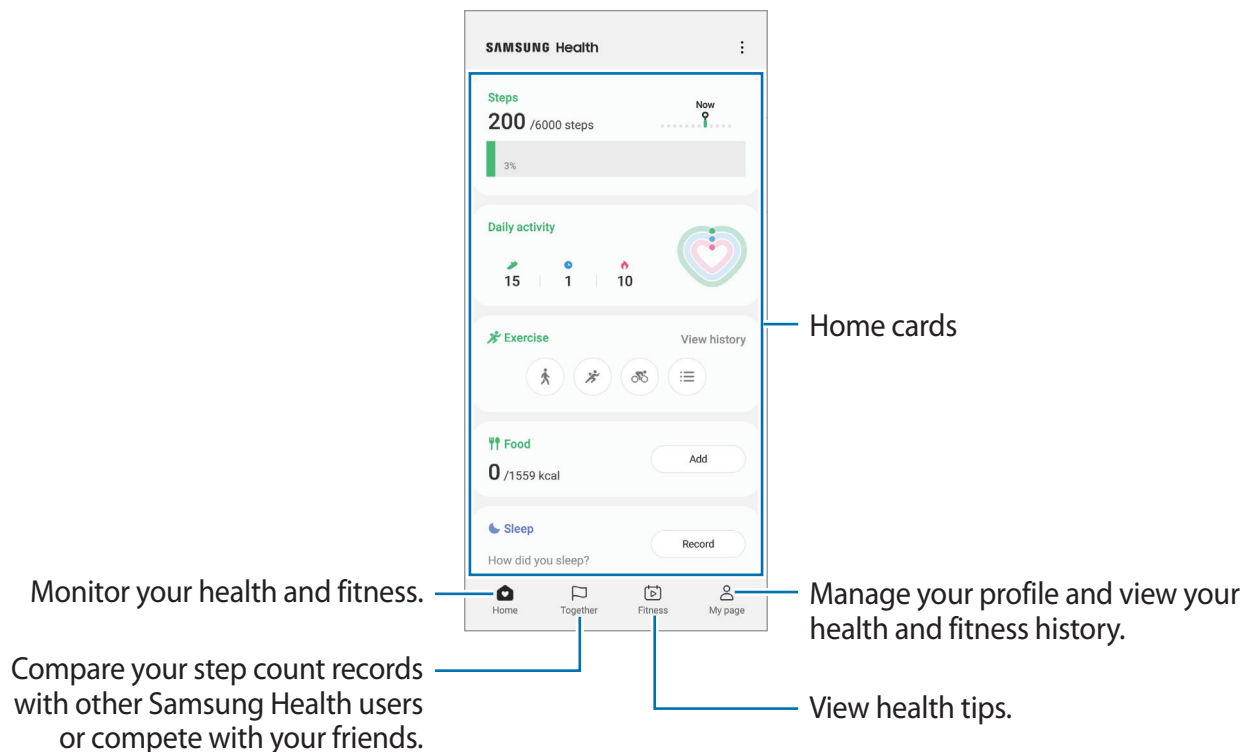 SAMSUNG Health
Steps
200 /6000 steps
Now
3%
Daily activity
15
1
10
Exercise
View history
Food
0 /1559 kcal
Add
Sleep
How did you sleep?
Record
Home
Together
Fitness
My page
Home cards
Monitor your health and fitness.
Compare your step count records
with other Samsung Health users
or compete with your friends.
Manage your profile and view your
health and fitness history.
View health tips.